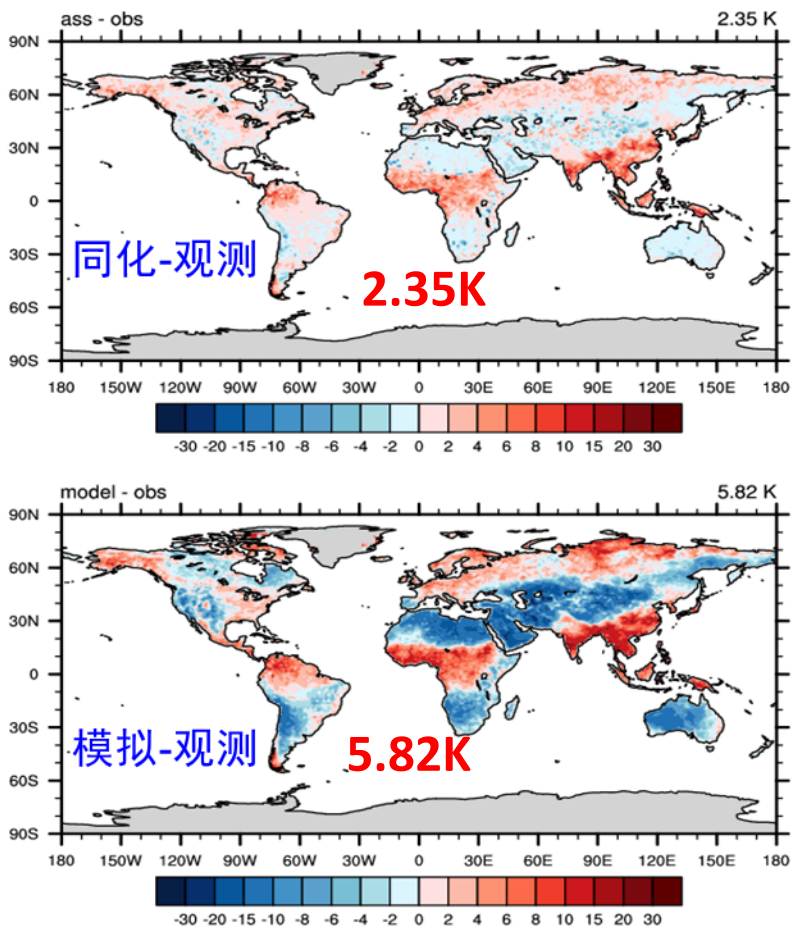 ass - obs 2.35 K
90N
60N
30N
0
30S
60S
90S
同化-观测
2.35K
180 150W 120W 90W 60W 30W 0 30E 60E 90E 120E 150E 180
-30 -20 -15 -10 -8 -6 -4 -2 0 2 4 6 8 10 15 20 30
model - obs 5.82 K
90N
60N
30N
0
30S
60S
90S
模拟-观测
5.82K
180 150W 120W 90W 60W 30W 0 30E 60E 90E 120E 150E 180
-30 -20 -15 -10 -8 -6 -4 -2 0 2 4 6 8 10 15 20 30